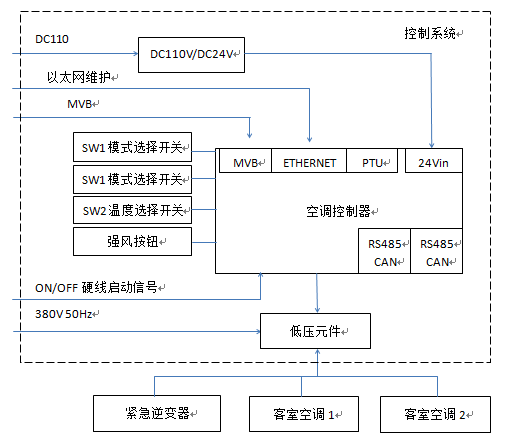 DC110
DC110V/DC24V
控制系统
以太网维护
MVB
SW1 模式选择开关
SW1 模式选择开关
SW2 温度选择开关
强风按钮
MVB
ETHERNET
PTU
24Vin
空调控制器
RS485
CAN
RS485
CAN
ON/OFF 硬线启动信号
380V 50Hz
低压元件
紧急逆变器
客室空调 1
客室空调 2